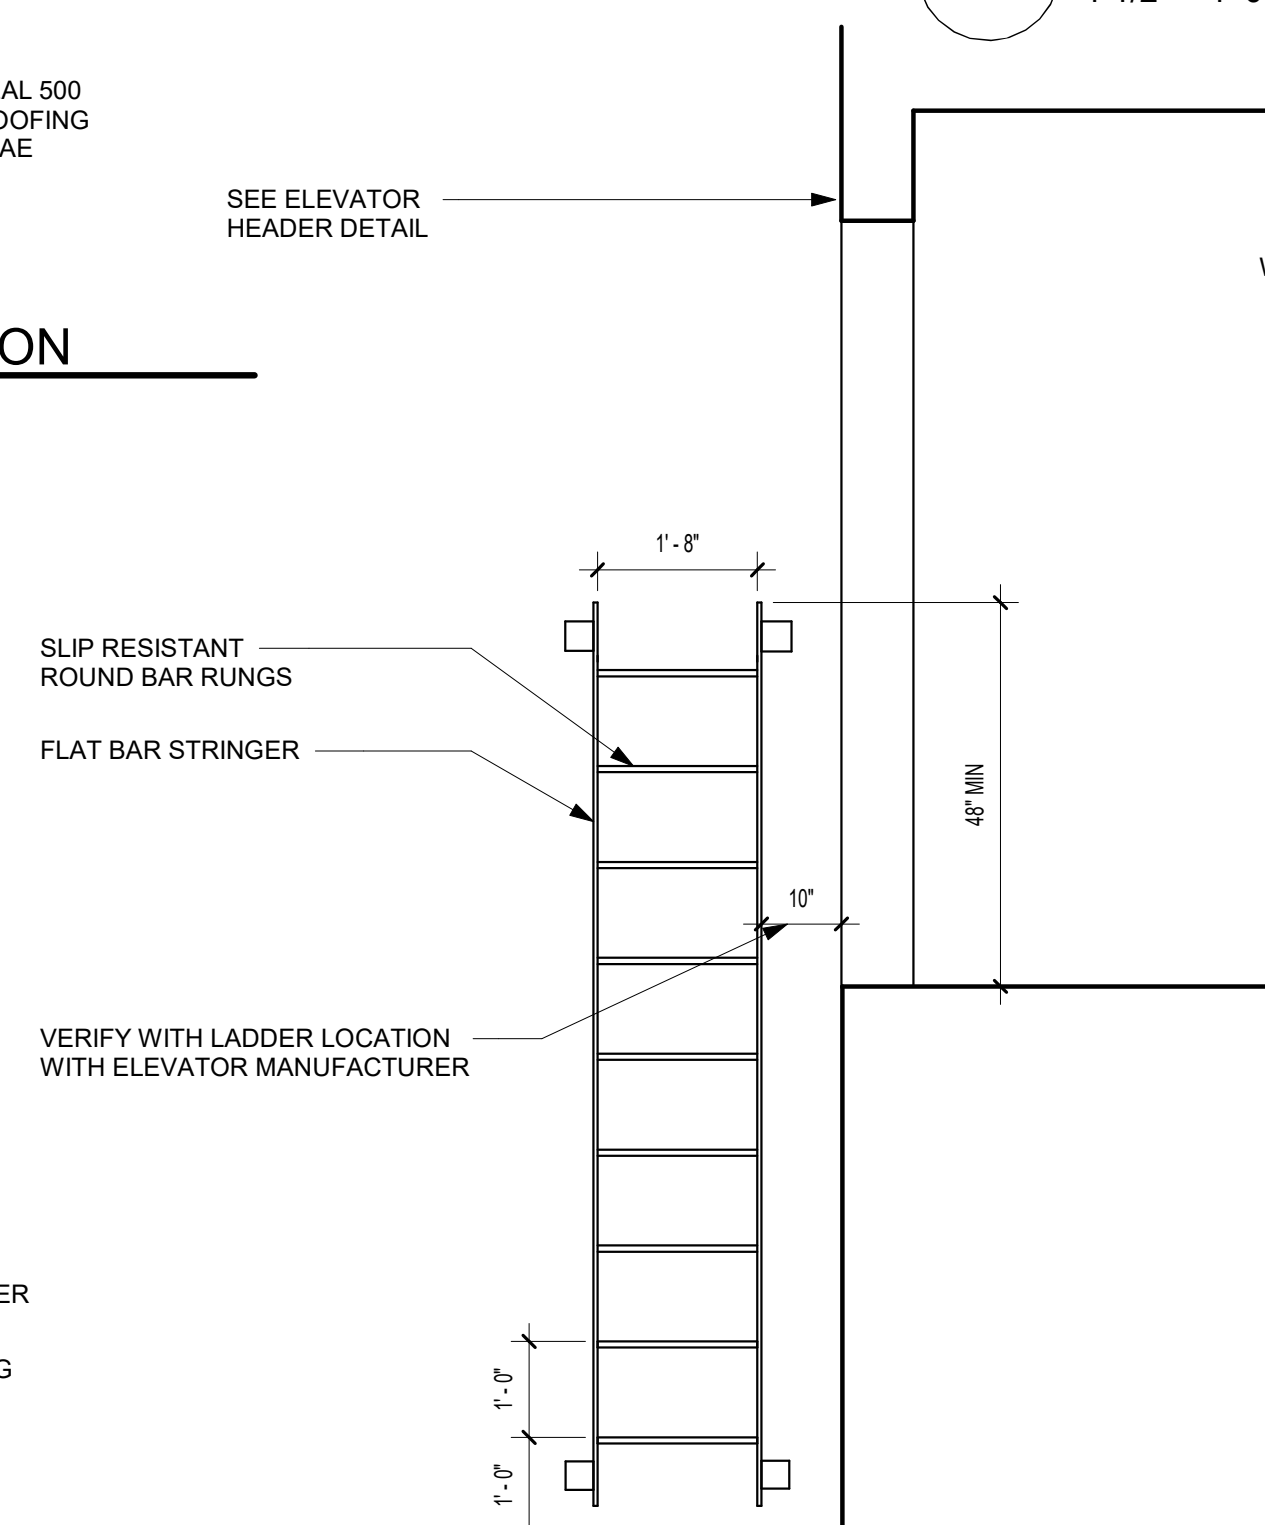 AL 500
OOFING
AE
SEE ELEVATOR
HEADER DETAIL
ON
1' - 8"
SLIP RESISTANT
ROUND BAR RUNGS
FLAT BAR STRINGER
48" MIN
10"
VERIFY WITH LADDER LOCATION
WITH ELEVATOR MANUFACTURER
ER
G
1' - 0"
1' - 0"